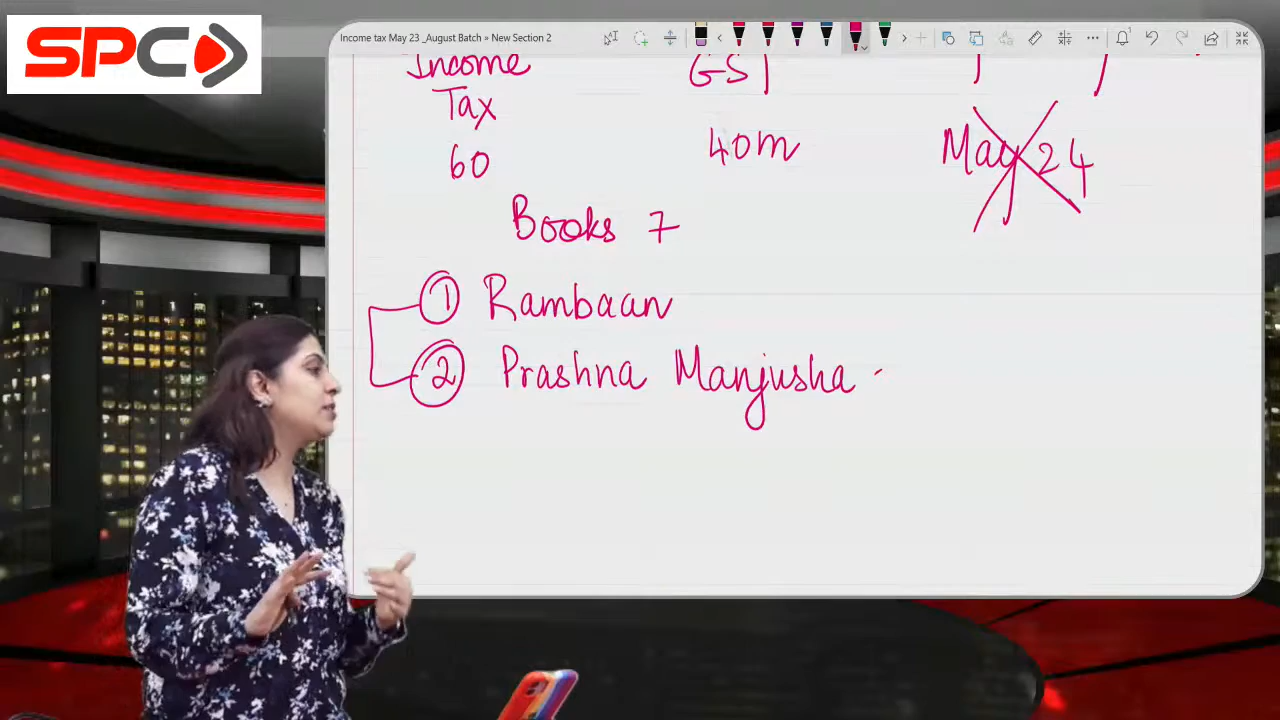 SPC
Income tax May 23 _August Batch » New Section 2
Income GST
Tax
60 40m May 24
Books 7
① Rambaan
② Prashna Manjusha -